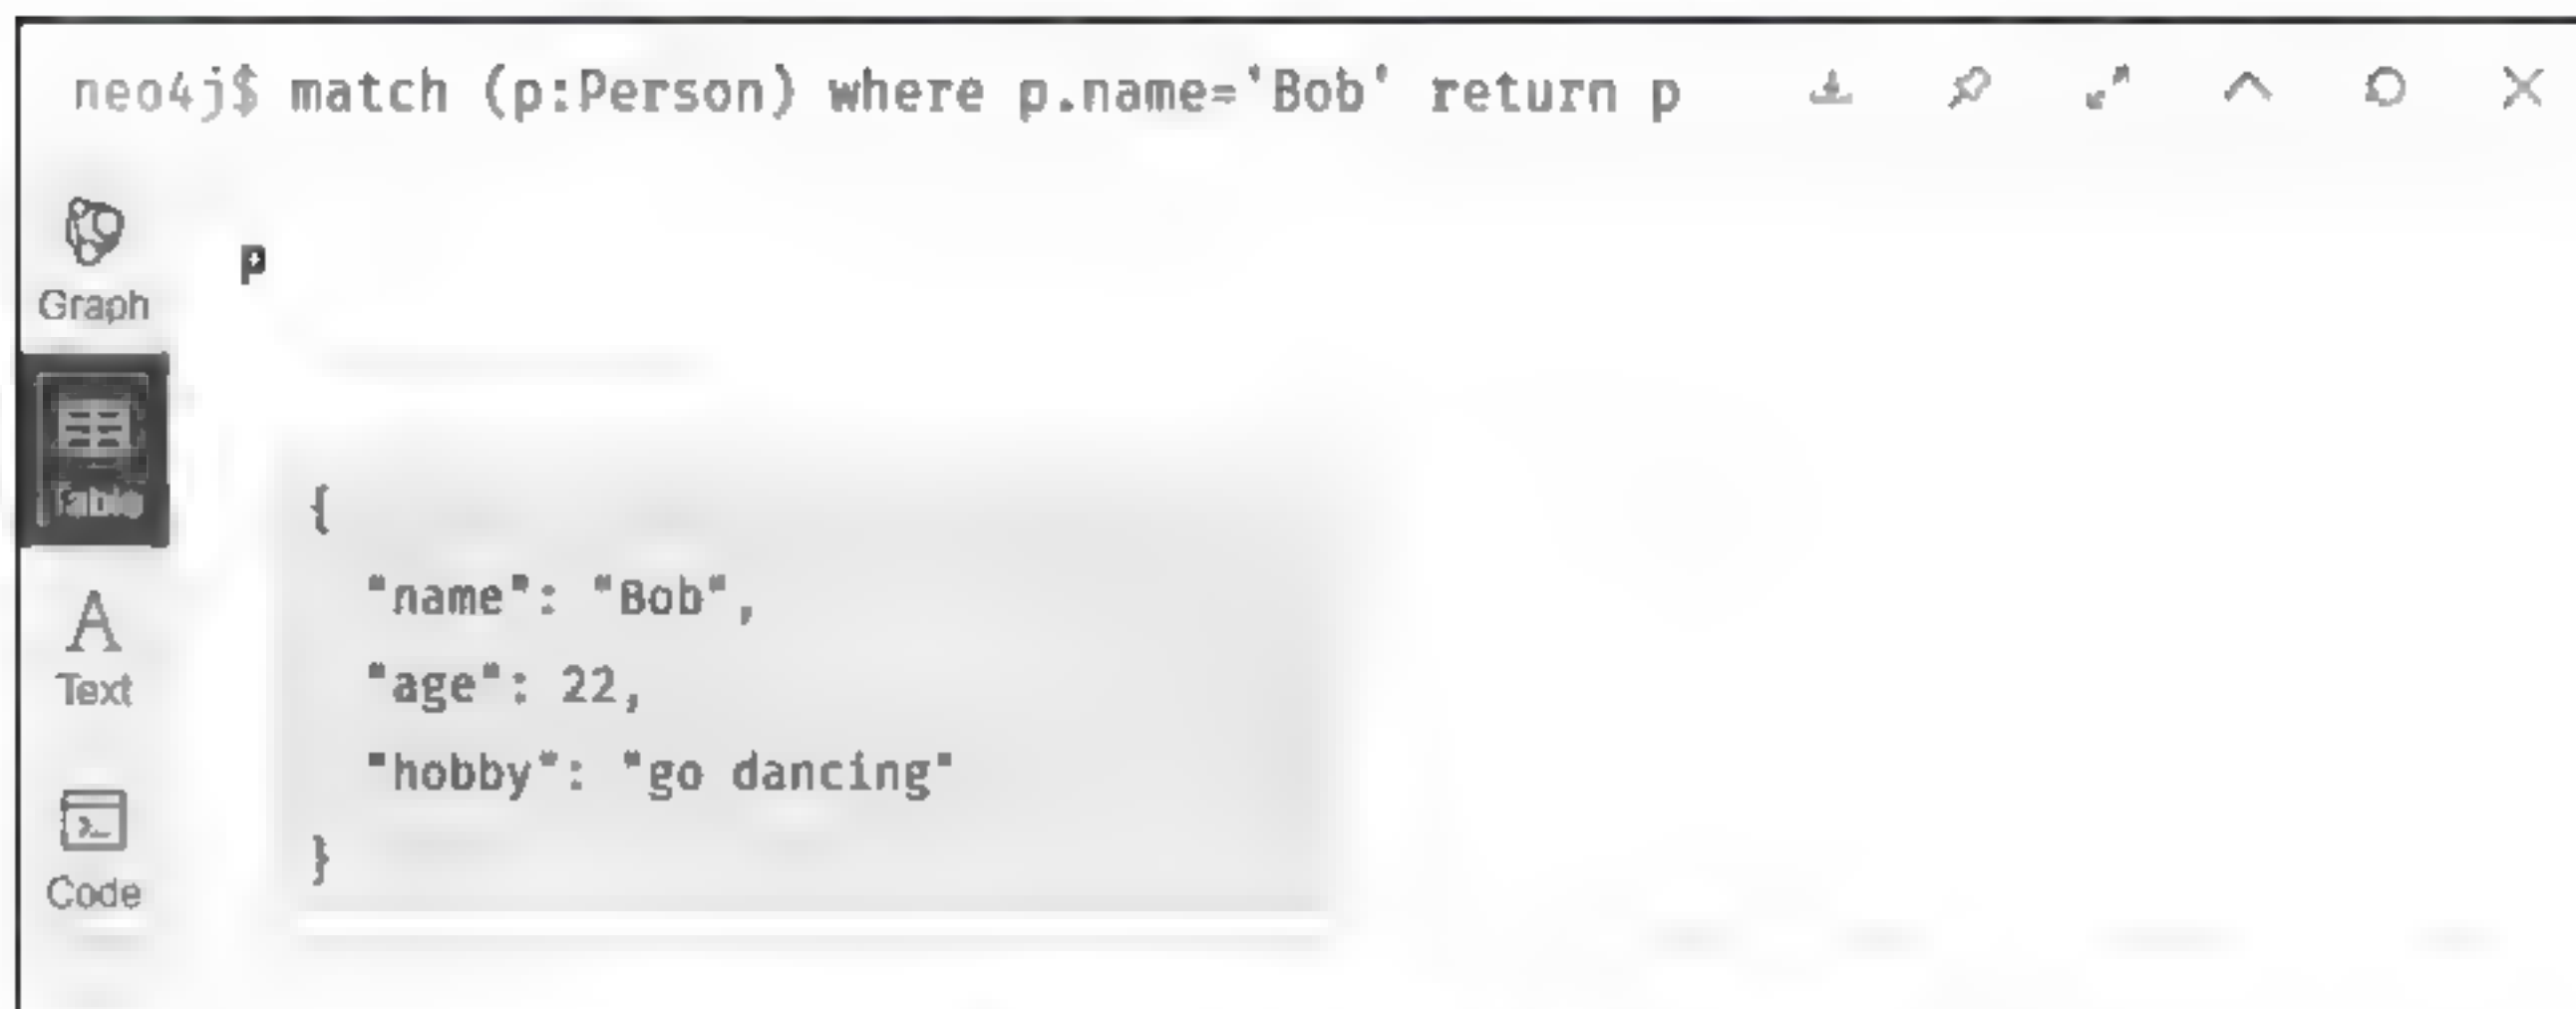 neo4j$ match (p:Person) where p.name='Bob' return p
p
Graph
Table
Text
Code
{
"name": "Bob",
"age": 22,
"hobby": "go dancing"
}